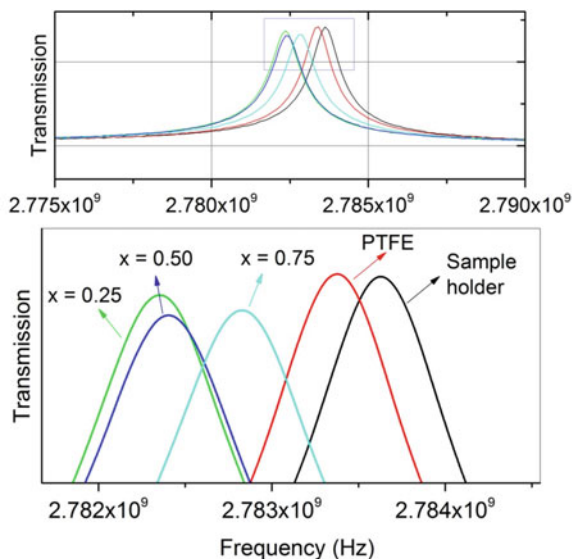 Transmission
2.775x10⁹ 2.780x10⁹ 2.785x10⁹ 2.790x10⁹
PTFE
x = 0.50
x = 0.75
Sample
holder
x = 0.25
Transmission
2.782x10⁹ 2.783x10⁹ 2.784x10⁹
Frequency (Hz)